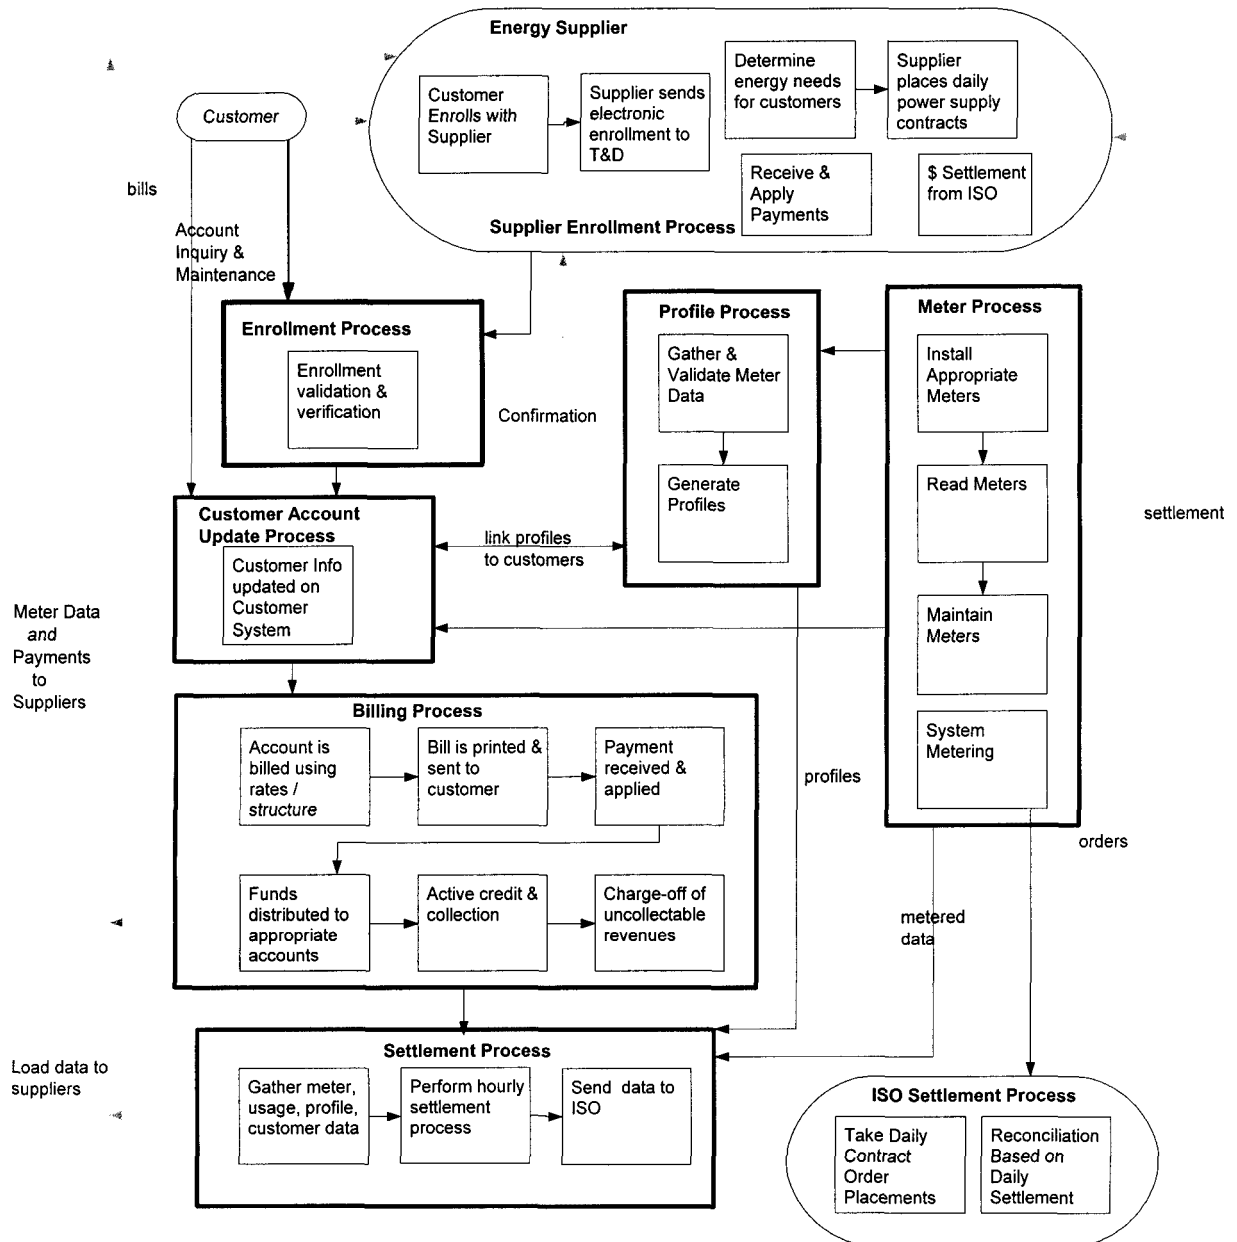 Energy Supplier
Customer
Enrolls with
Supplier
Supplier sends
electronic
enrollment to
T&D
Determine
energy needs
for customers
Supplier
places daily
power supply
contracts
Receive &
Apply
Payments
$ Settlement
from ISO
Supplier Enrollment Process
Customer
bills
Account
Inquiry &
Maintenance
Enrollment Process
Enrollment
validation &
verification
Confirmation
Profile Process
Gather &
Validate Meter
Data
Generate
Profiles
Meter Process
Install
Appropriate
Meters
Read Meters
Maintain
Meters
System
Metering
settlement
Customer Account
Update Process
Customer Info
updated on
Customer
System
link profiles
to customers
Meter Data
and
Payments
to
Suppliers
Billing Process
Account is
billed using
rates /
structure
Bill is printed &
sent to
customer
Payment
received &
applied
Funds
distributed to
appropriate
accounts
Active credit &
collection
Charge-off of
uncollectable
revenues
profiles
orders
metered
data
Load data to
suppliers
Settlement Process
Gather meter,
usage, profile,
customer data
Perform hourly
settlement
process
Send data to
ISO
ISO Settlement Process
Take Daily
Contract
Order
Placements
Reconciliation
Based on
Daily
Settlement